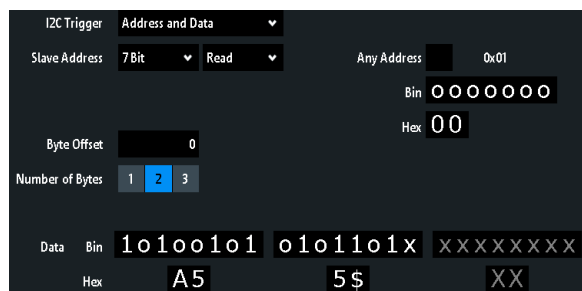 I2C Trigger Address and Data
Slave Address 7 Bit Read Any Address 0x01
Bin 0000000
Hex 00
Byte Offset 0
Number of Bytes 1 2 3
Data Bin 10100101 0101101X XXXXXXXX
Hex A5 5$ XX